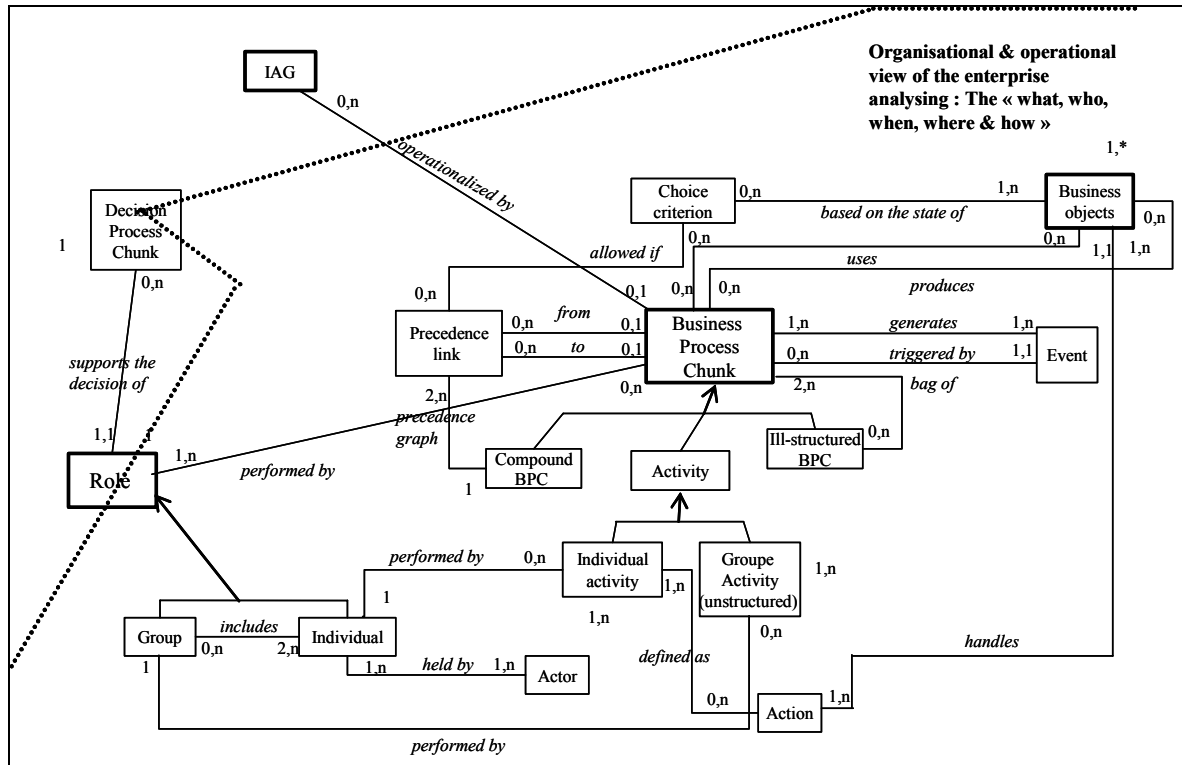 Organisational & operational
view of the enterprise
analysing : The « what, who,
when, where & how »
IAG
0,n
operationalized by
1,*
Choice
criterion
0,n
based on the state of
1,n
Business
objects
0,n
Decision
Process
Chunk
1
0,n
allowed if
0,n
0,n
1,1
1,n
uses
produces
0,n
0,1
0,n
0,n
Precedence
link
0,n
from
0,1
0,n
to
0,1
Business
Process
Chunk
1,n
generates
1,n
0,n
triggered by
1,1
Event
supports the
decision of
2,n
0,n
2,n
bag of
precedence
graph
1,1
1
1,n
performed by
Role
Compound
BPC
1
Activity
Ill-structured
BPC
0,n
performed by
0,n
1
Individual
activity
1,n
1,n
Groupe
Activity
(unstructured)
1,n
0,n
Group
0,n
includes
2,n
Individual
1
1,n
held by
1,n
Actor
defined as
handles
0,n
Action
1,n
performed by